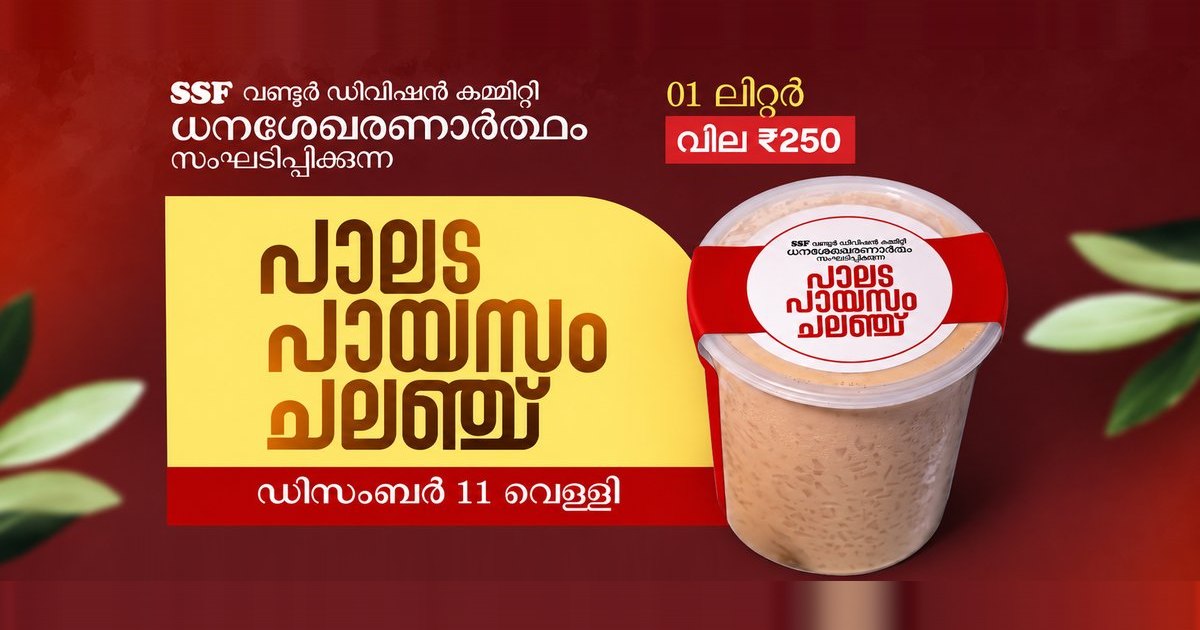 SSF വണ്ടൂർ ഡിവിഷൻ കമ്മിറ്റി
ധനശേഖരണാർത്ഥം
സംഘടിപ്പിക്കുന്ന
01 ലിറ്റർ
വില ₹250
പാലട
പായസം
ചലഞ്ച്
ഡിസംബർ 11 വെള്ളി
SSF വണ്ടൂർ ഡിവിഷൻ കമ്മിറ്റി
ധനശേഖരണാർത്ഥം
സംഘടിപ്പിക്കുന്ന
പാലട
പായസം
ചലഞ്ച്